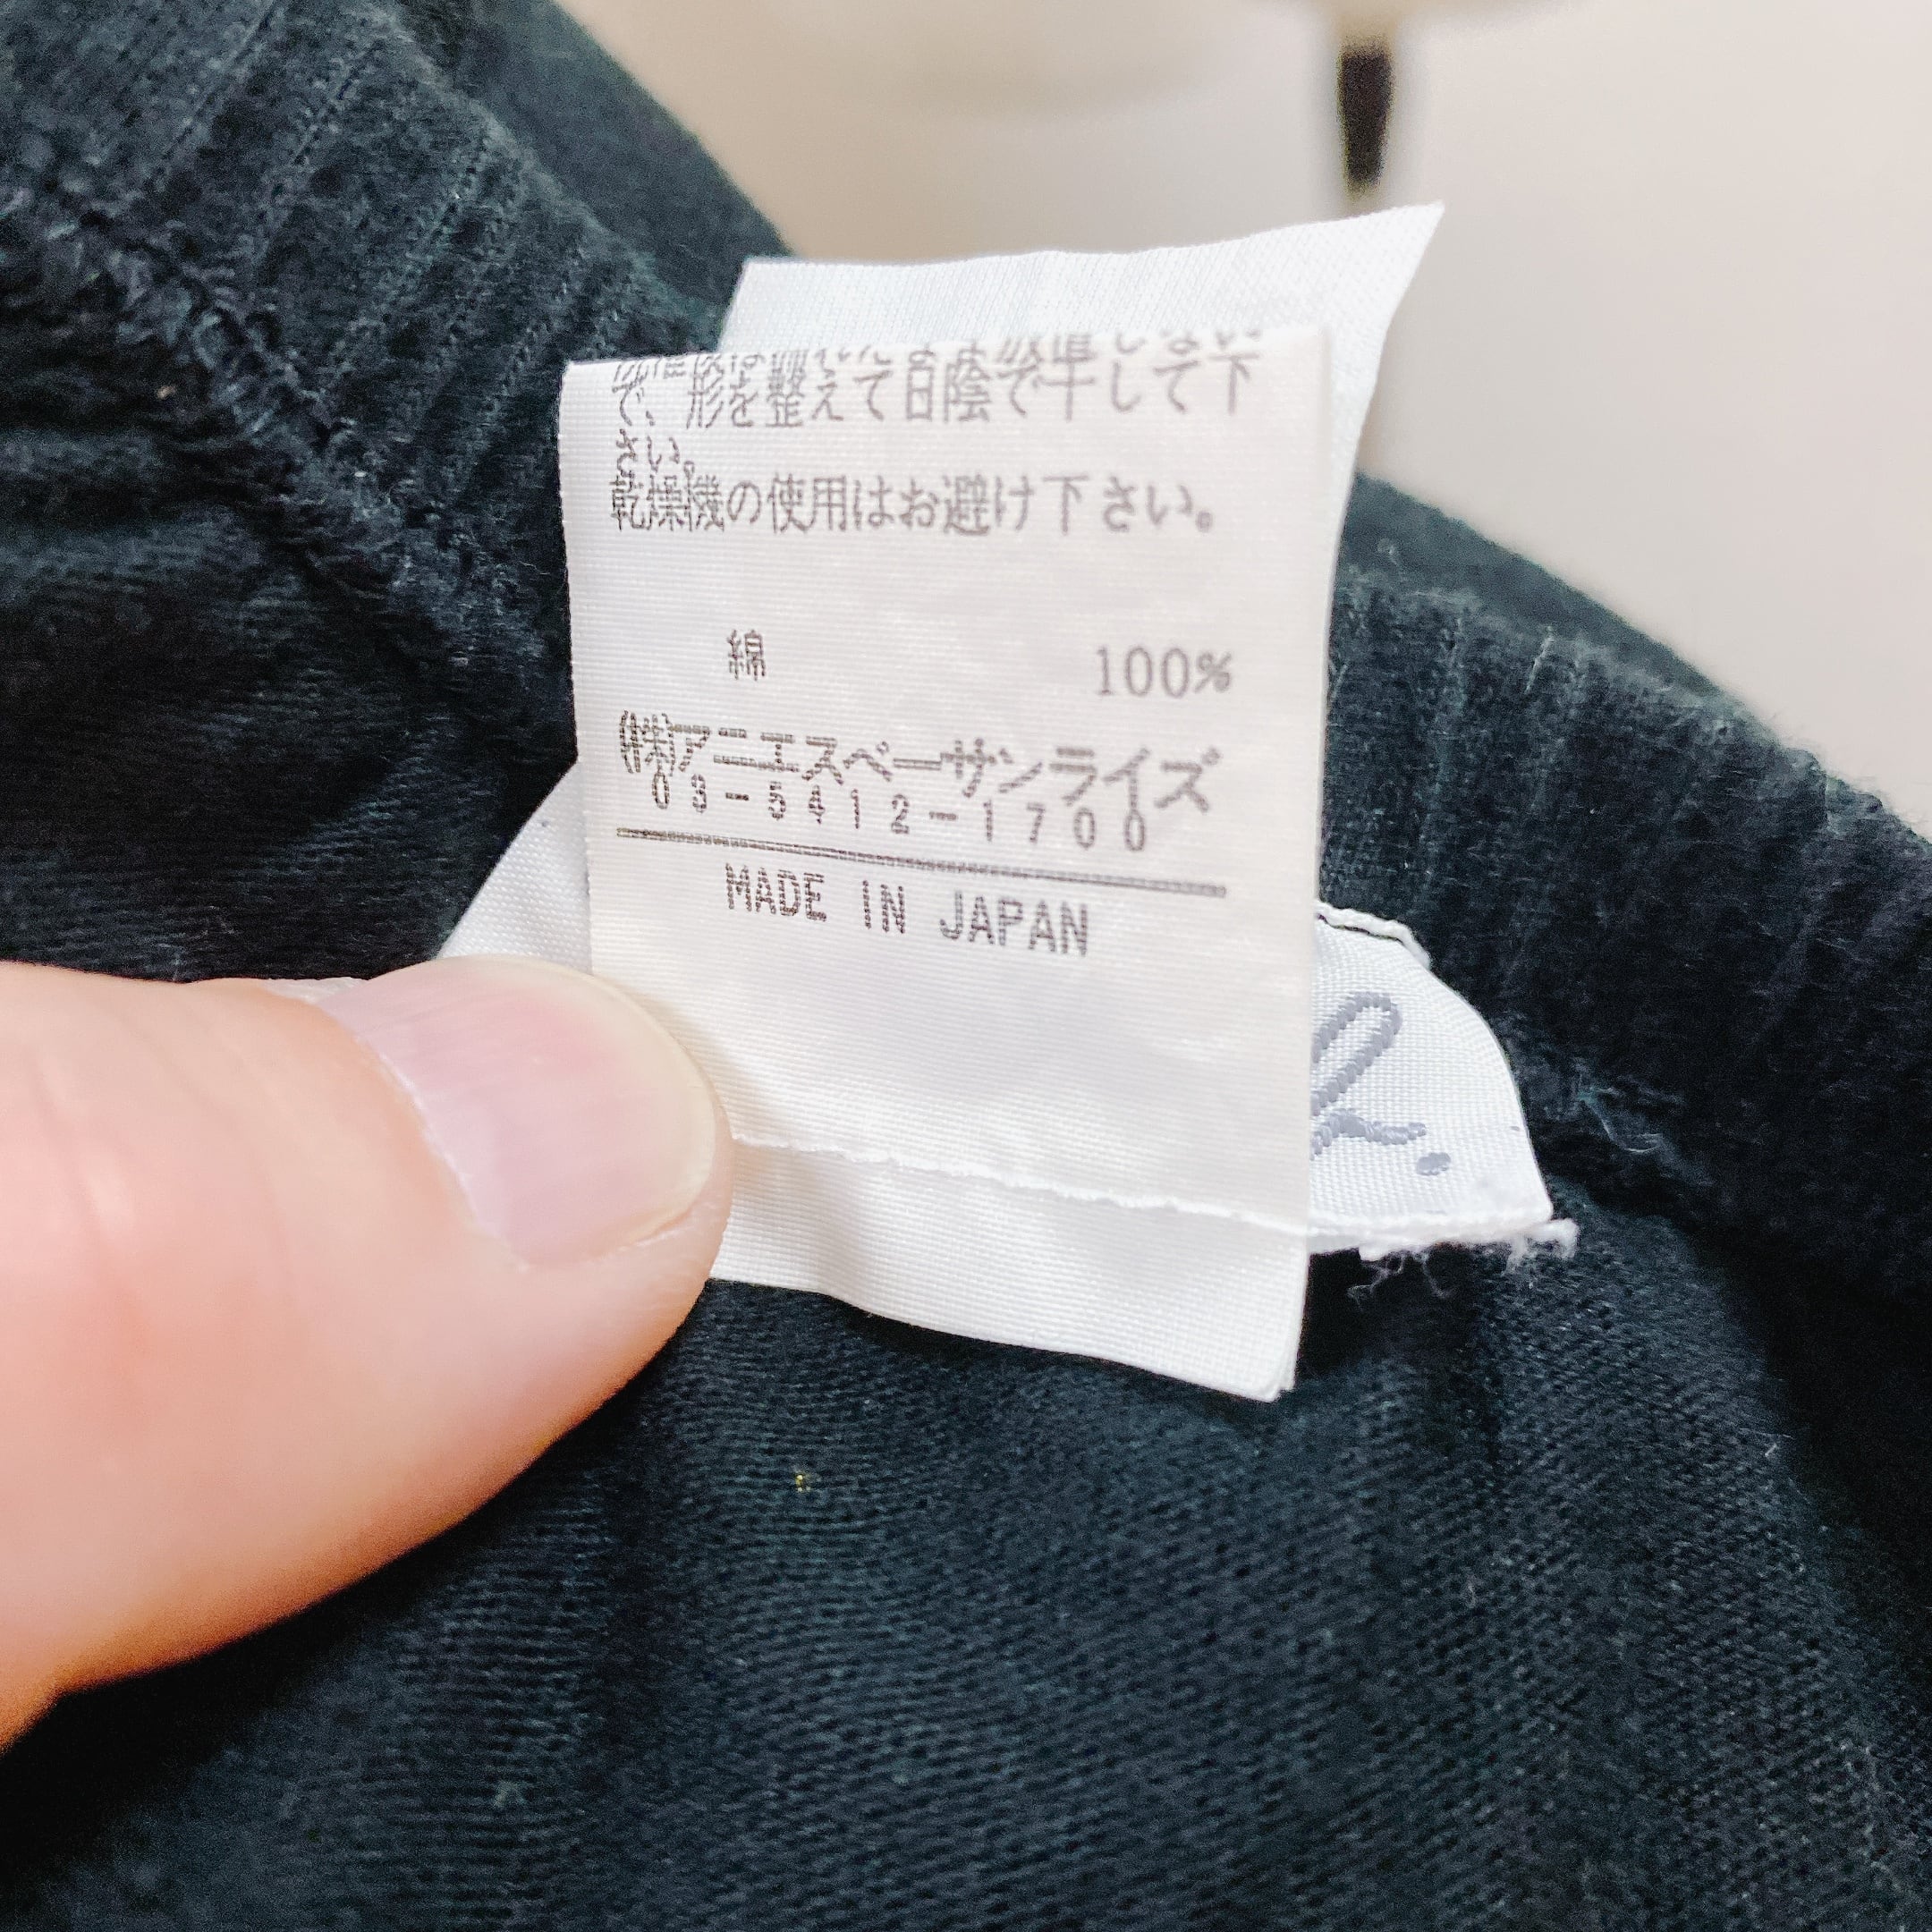 で、形を整えて日陰で干して下
さい。
乾燥機の使用はお避け下さい。
綿 100%
(株)アニエスベーサンライズ
03-5412-1700
MADE IN JAPAN
b.